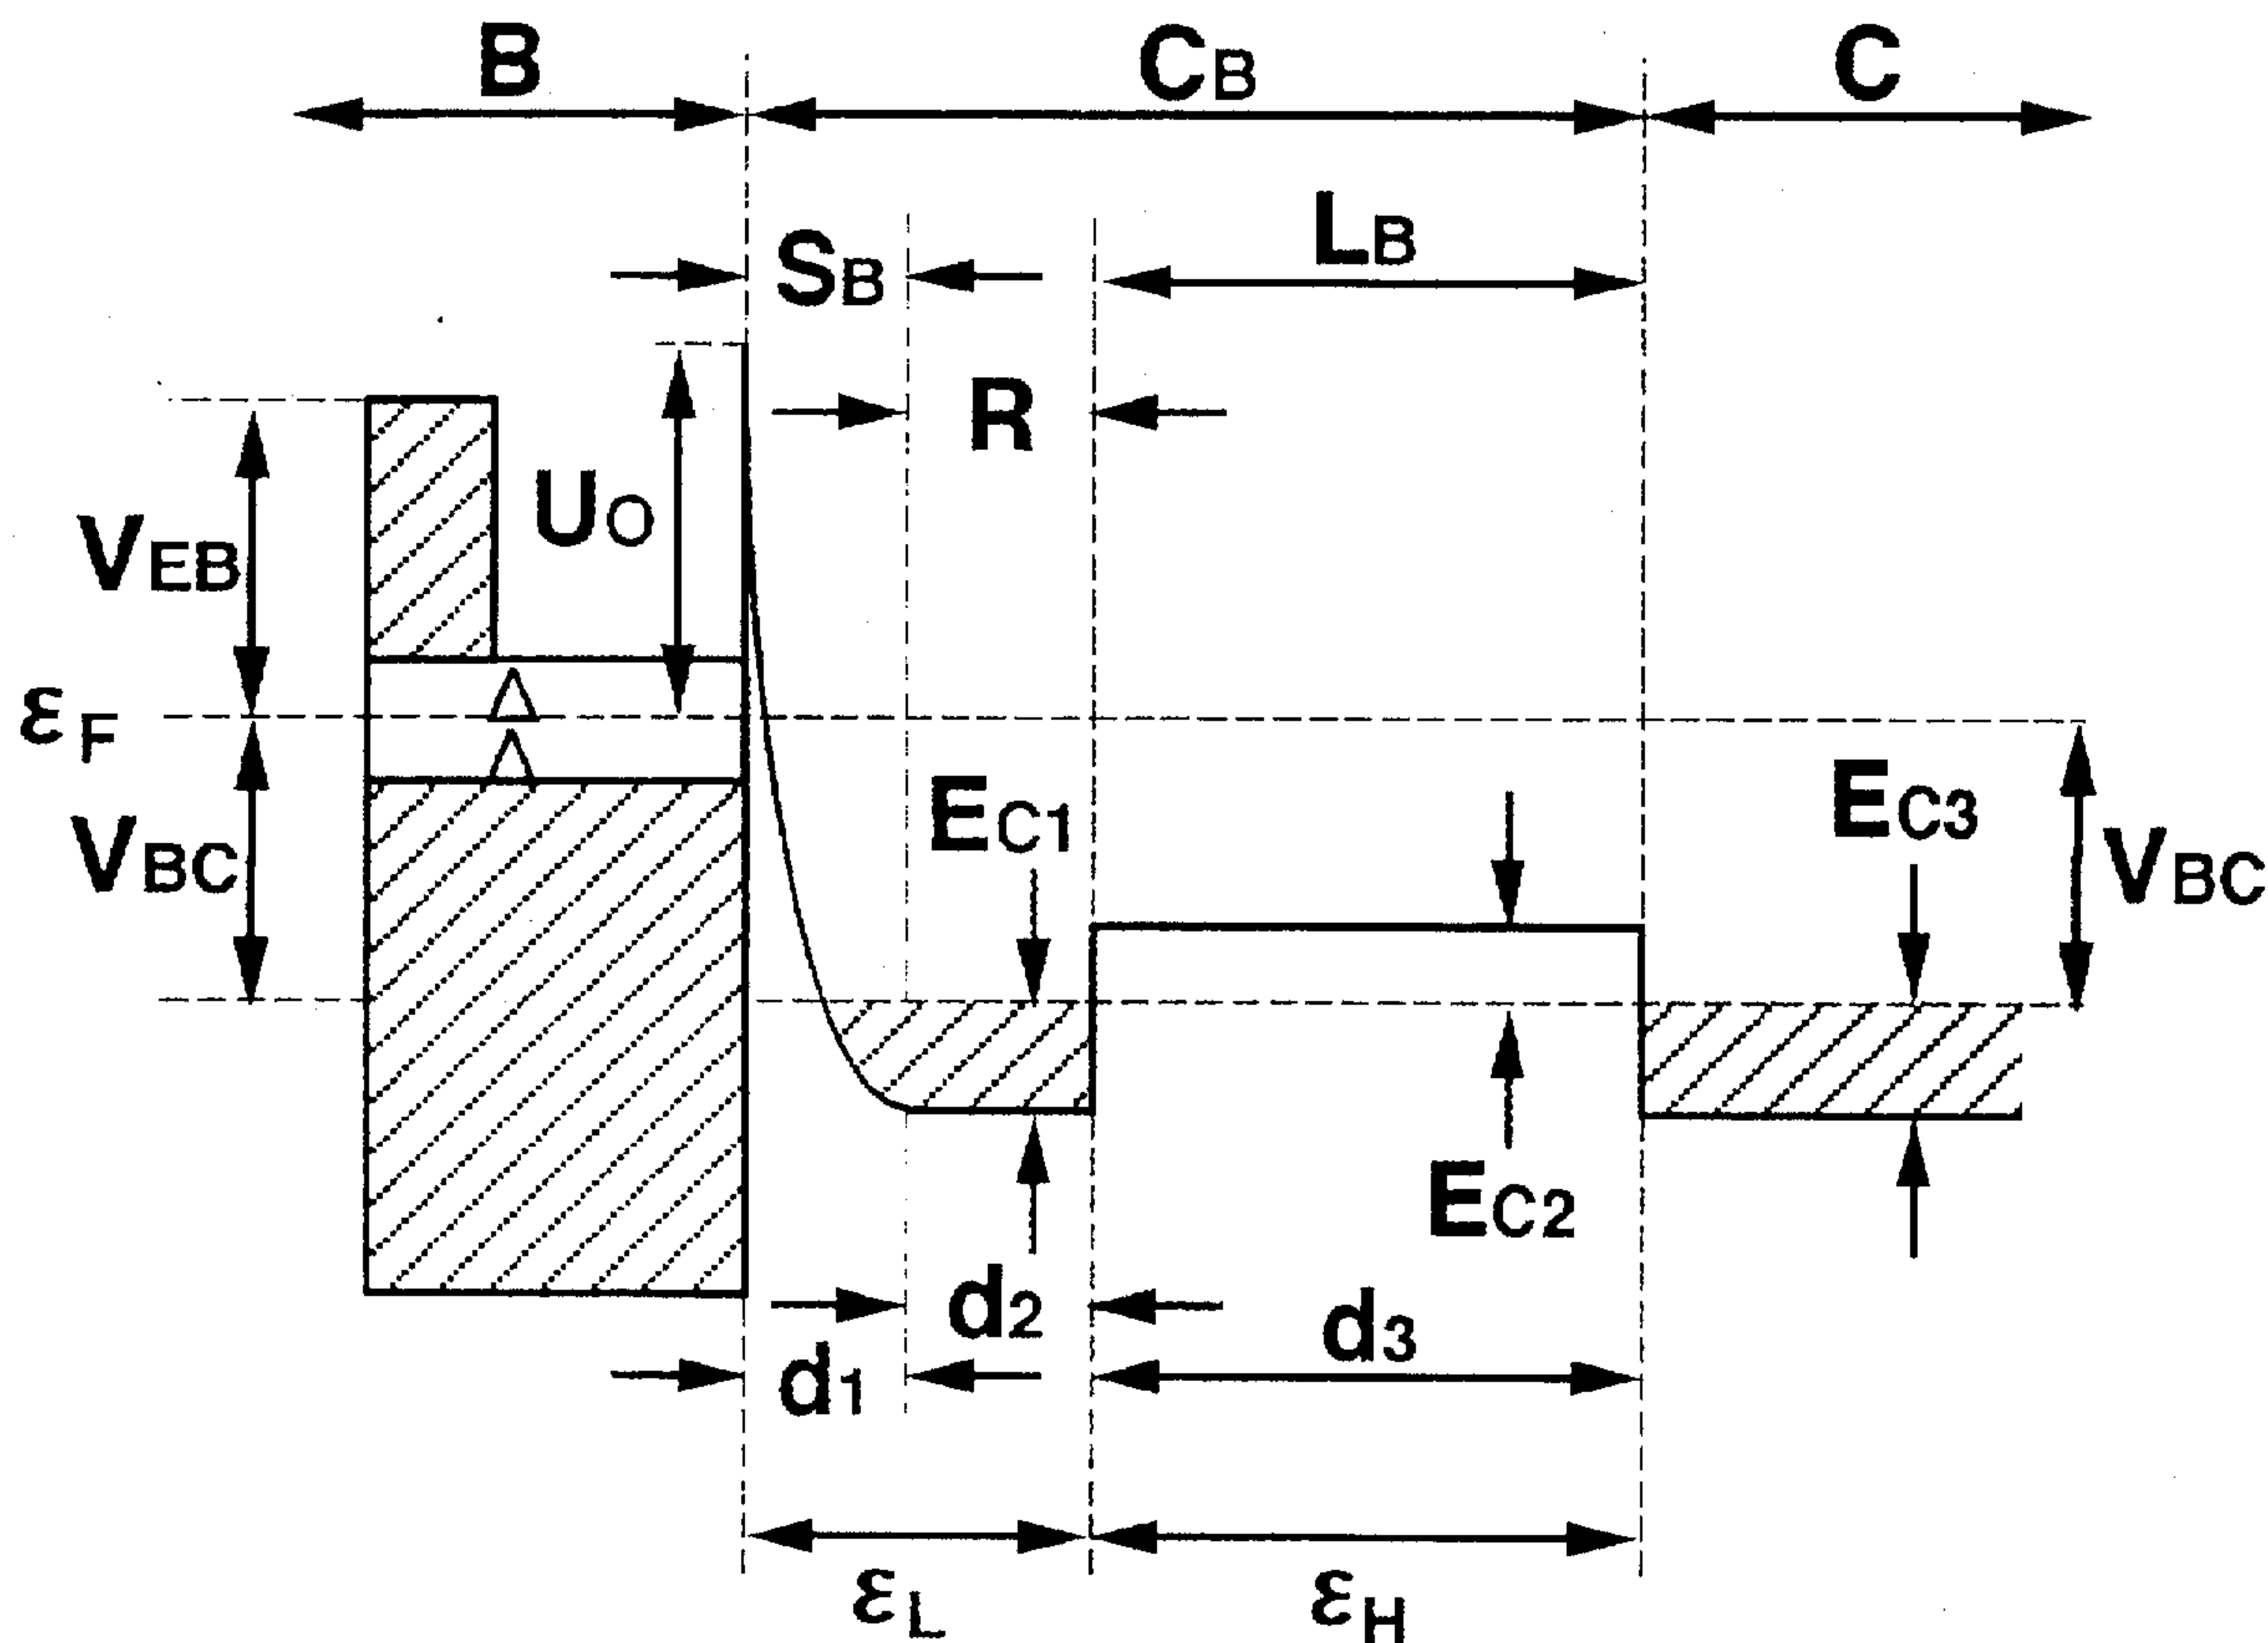 B
CB
C
LB
SB
R
UO
VEB
εF
VBC
EC1
EC3
VBC
EC2
d2
d3
d1
εL
εH